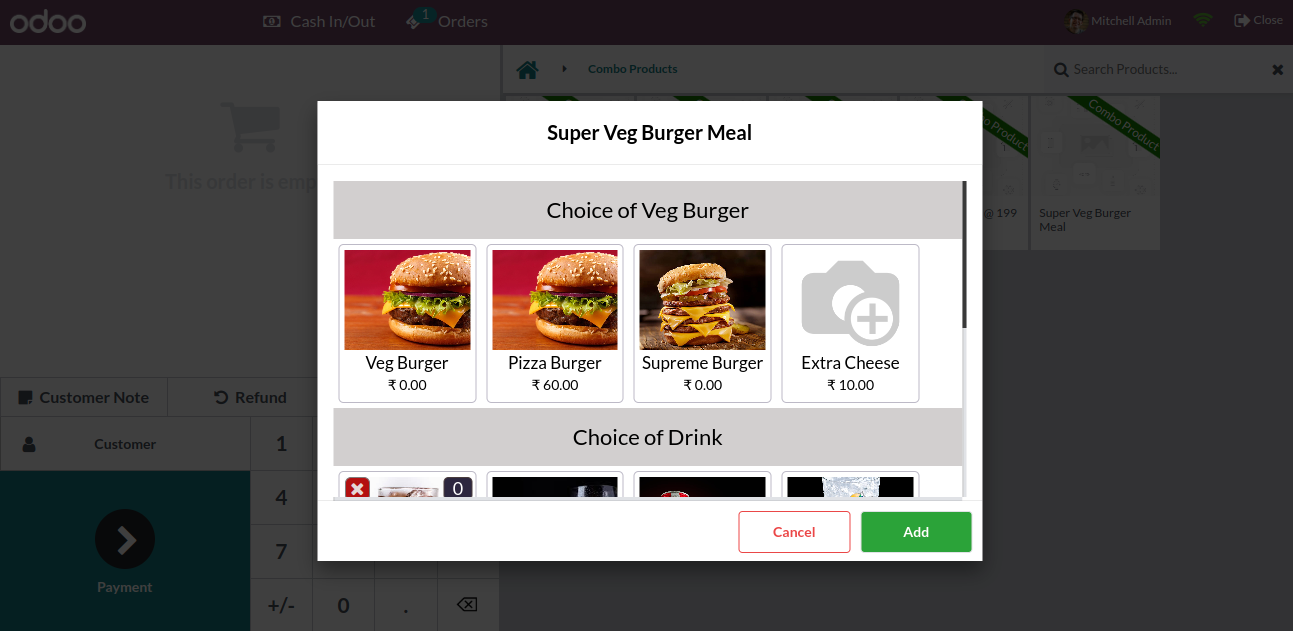 odoo
Cash In/Out
1
Orders
Mitchell Admin
Close
Combo Products
Search Products...
This order is emp
Combo Product
@ 199
Super Veg Burger
Meal
Super Veg Burger Meal
Choice of Veg Burger
Veg Burger
₹ 0.00
Pizza Burger
₹ 60.00
Supreme Burger
₹ 0.00
Extra Cheese
₹ 10.00
Choice of Drink
0
Cancel
Add
Customer Note
Refund
Customer
1
4
7
+/-
0
.
Payment